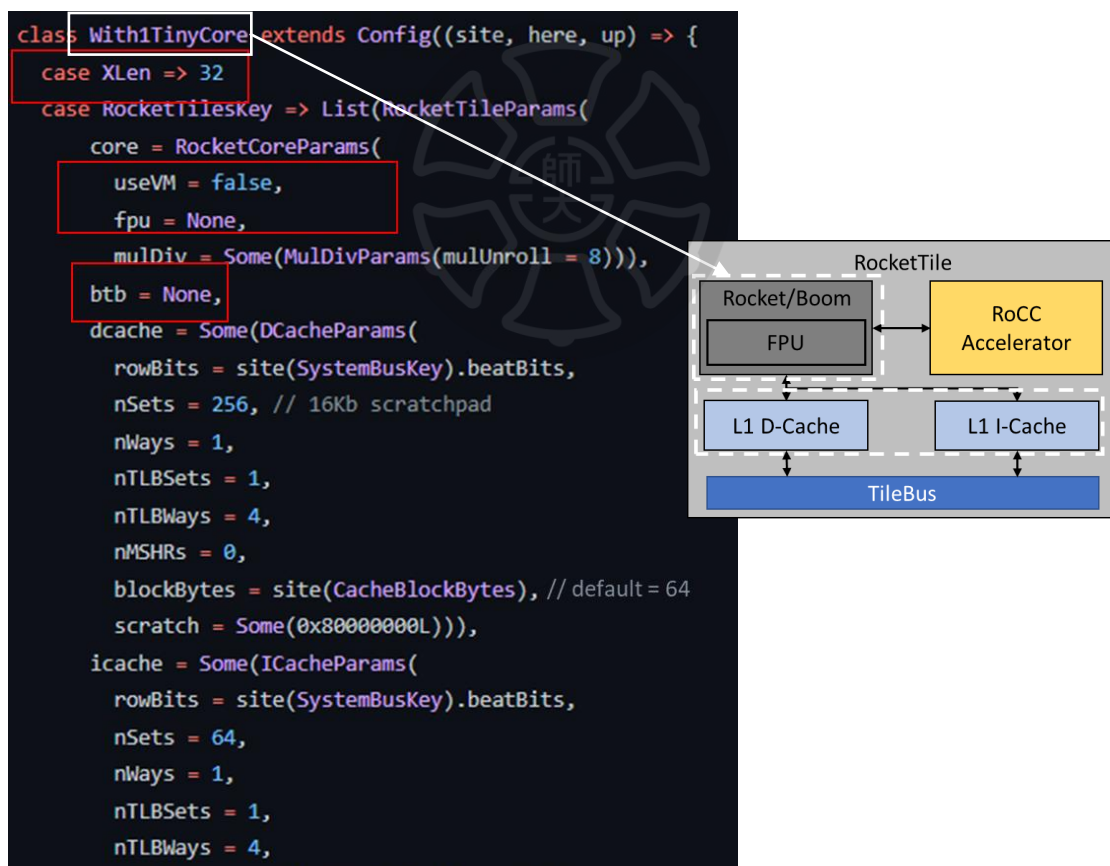 class With1TinyCore extends Config((site, here, up) => {
case XLen => 32
case RocketTilesKey => List(RocketTileParams(
core = RocketCoreParams(
useVM = false,
fpu = None,
mulDiv = Some(MulDivParams(mulUnroll = 8))),
btb = None,
dcache = Some(DCacheParams(
rowBits = site(SystemBusKey).beatBits,
nSets = 256, // 16Kb scratchpad
nWays = 1,
nTLBSets = 1,
nTLBWays = 4,
nMSHRs = 0,
blockBytes = site(CacheBlockBytes), // default = 64
scratch = Some(0x80000000L))),
icache = Some(ICacheParams(
rowBits = site(SystemBusKey).beatBits,
nSets = 64,
nWays = 1,
nTLBSets = 1,
nTLBWays = 4,
師大
RocketTile
Rocket/Boom
FPU
RoCC
Accelerator
L1 D-Cache
L1 I-Cache
TileBus